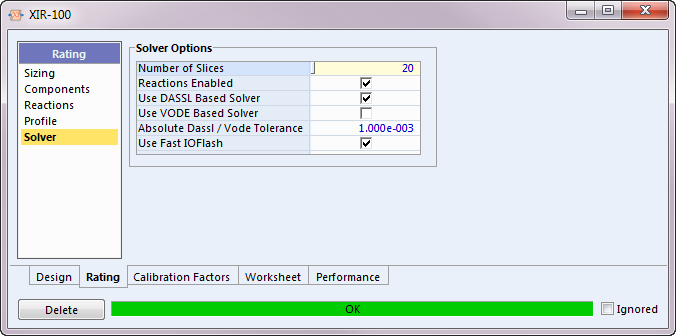 XIR-100
Rating
Sizing
Components
Reactions
Profile
Solver
Solver Options
Number of Slices 20
Reactions Enabled
Use DASSL Based Solver
Use VODE Based Solver
Absolute Dassl / Vode Tolerance 1.000e-003
Use Fast IOFlash
Design Rating Calibration Factors Worksheet Performance
Delete OK Ignored